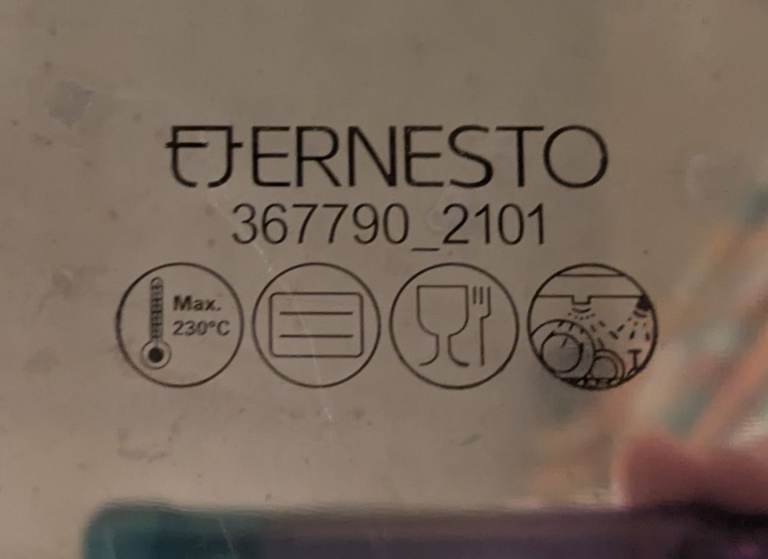 ERNESTO
367790_2101
Max.
230°C